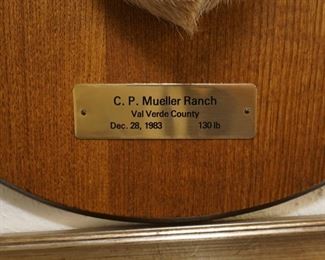 C. P. Mueller Ranch
Val Verde County
Dec. 28, 1983 130 lb